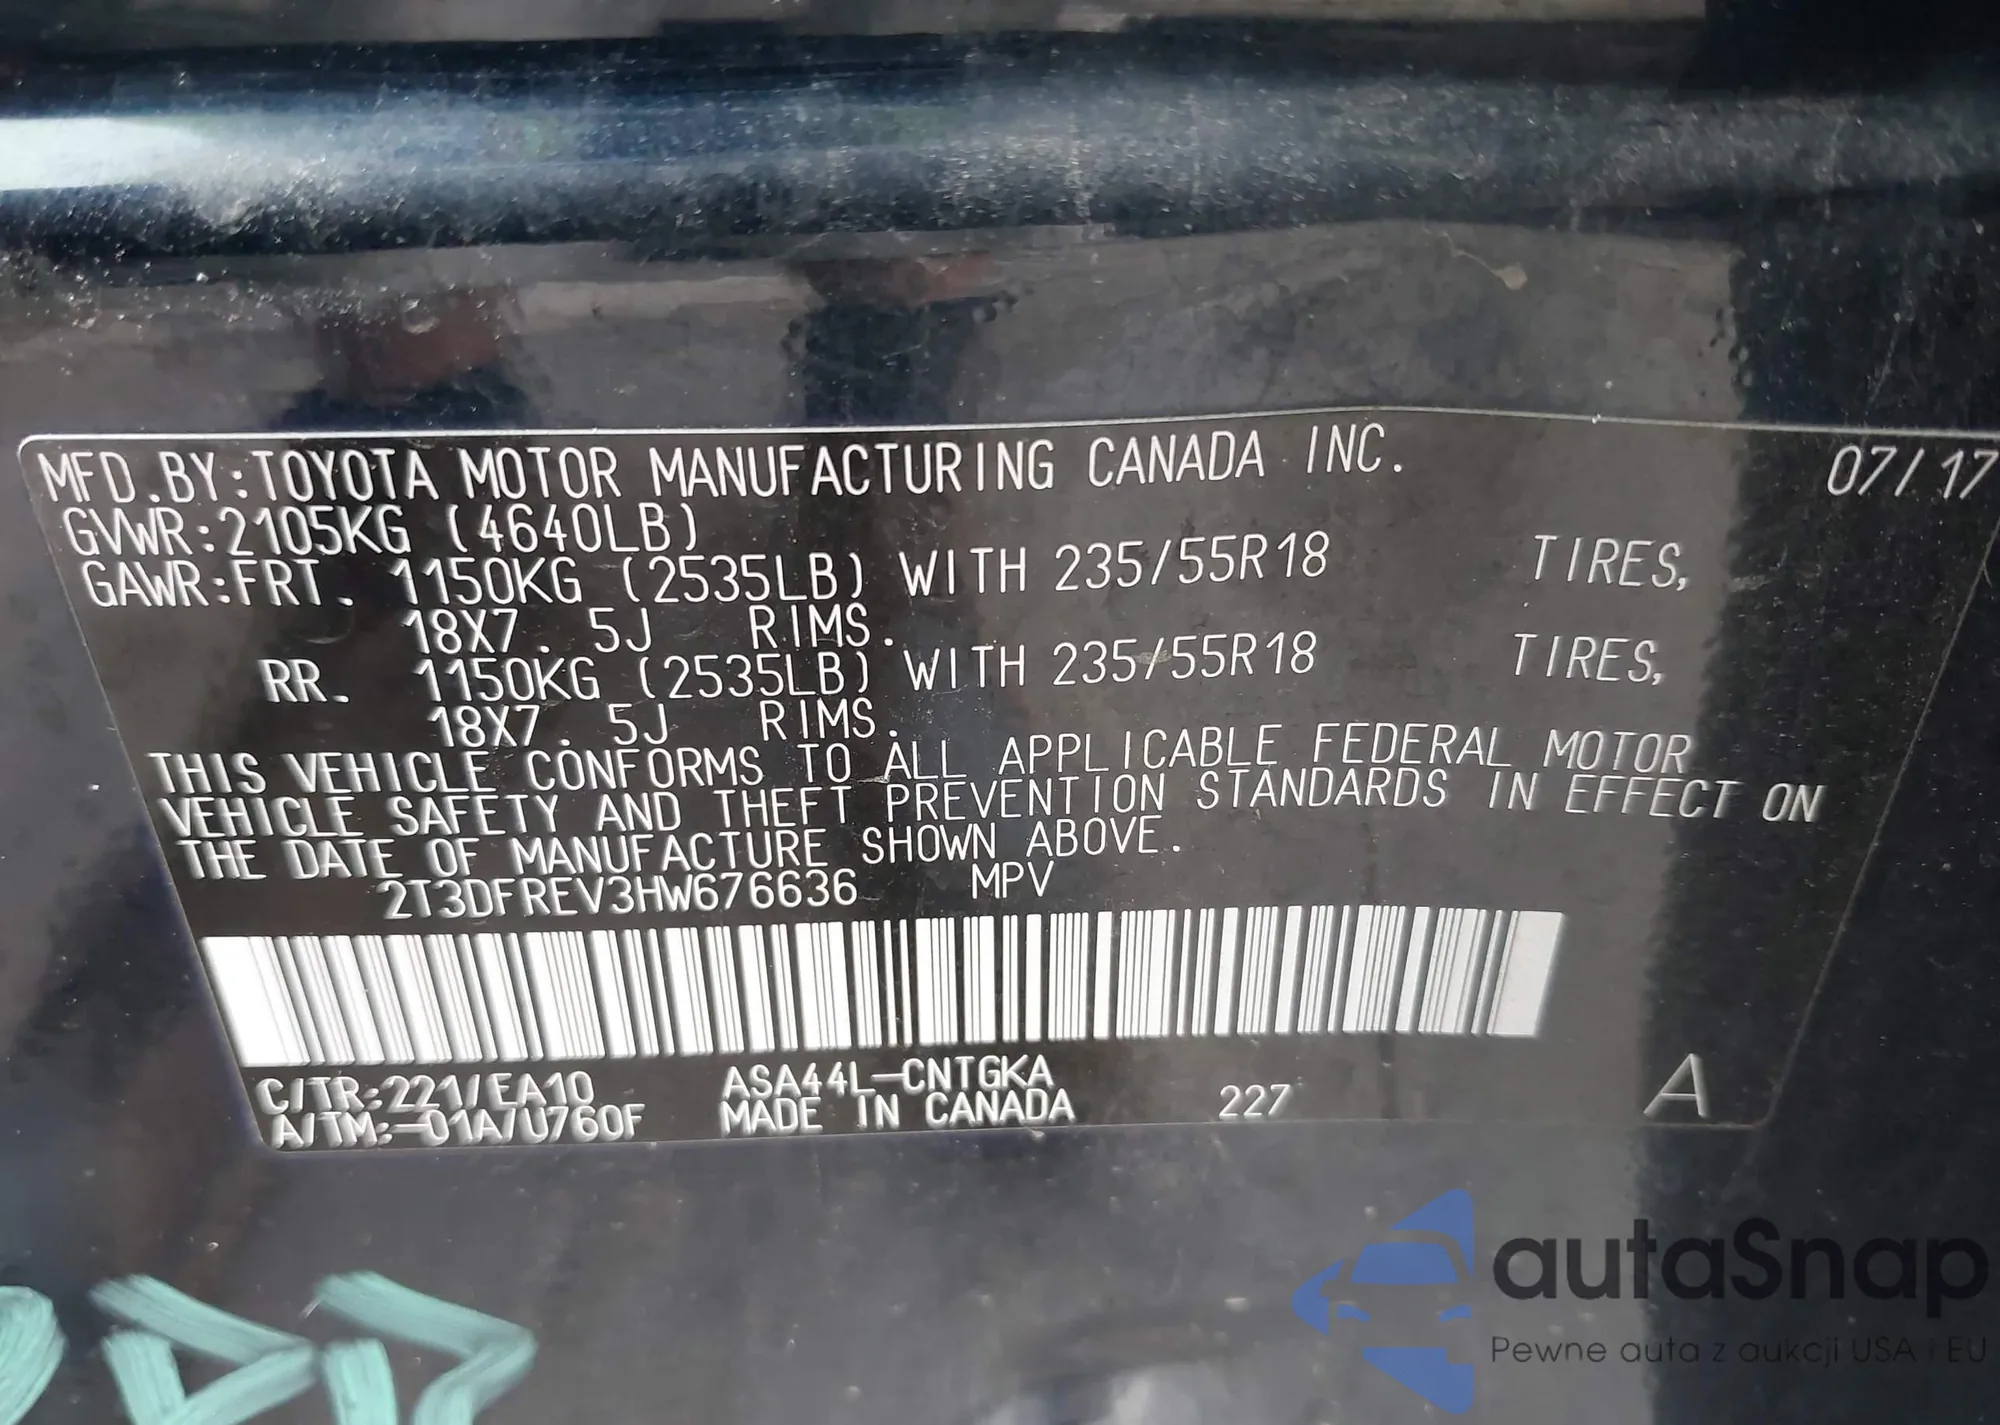 MFD.BY:TOYOTA MOTOR MANUFACTURING CANADA INC. 07/17
GVWR:2105KG (4640LB)
GAWR:FRT. 1150KG (2535LB) WITH 235/55R18 TIRES,
18X7.5J RIMS.
RR. 1150KG (2535LB) WITH 235/55R18 TIRES,
18X7.5J RIMS.
THIS VEHICLE CONFORMS TO ALL APPLICABLE FEDERAL MOTOR
VEHICLE SAFETY AND THEFT PREVENTION STANDARDS IN EFFECT ON
THE DATE OF MANUFACTURE SHOWN ABOVE.
2T3DFREV3HW676636 MPV
C/TR:221/EA10 ASA44L-CNTGKA
A/TM:-01A/U760F MADE IN CANADA 227 A
autaSnap
Pewne auta z aukcji USA i EU